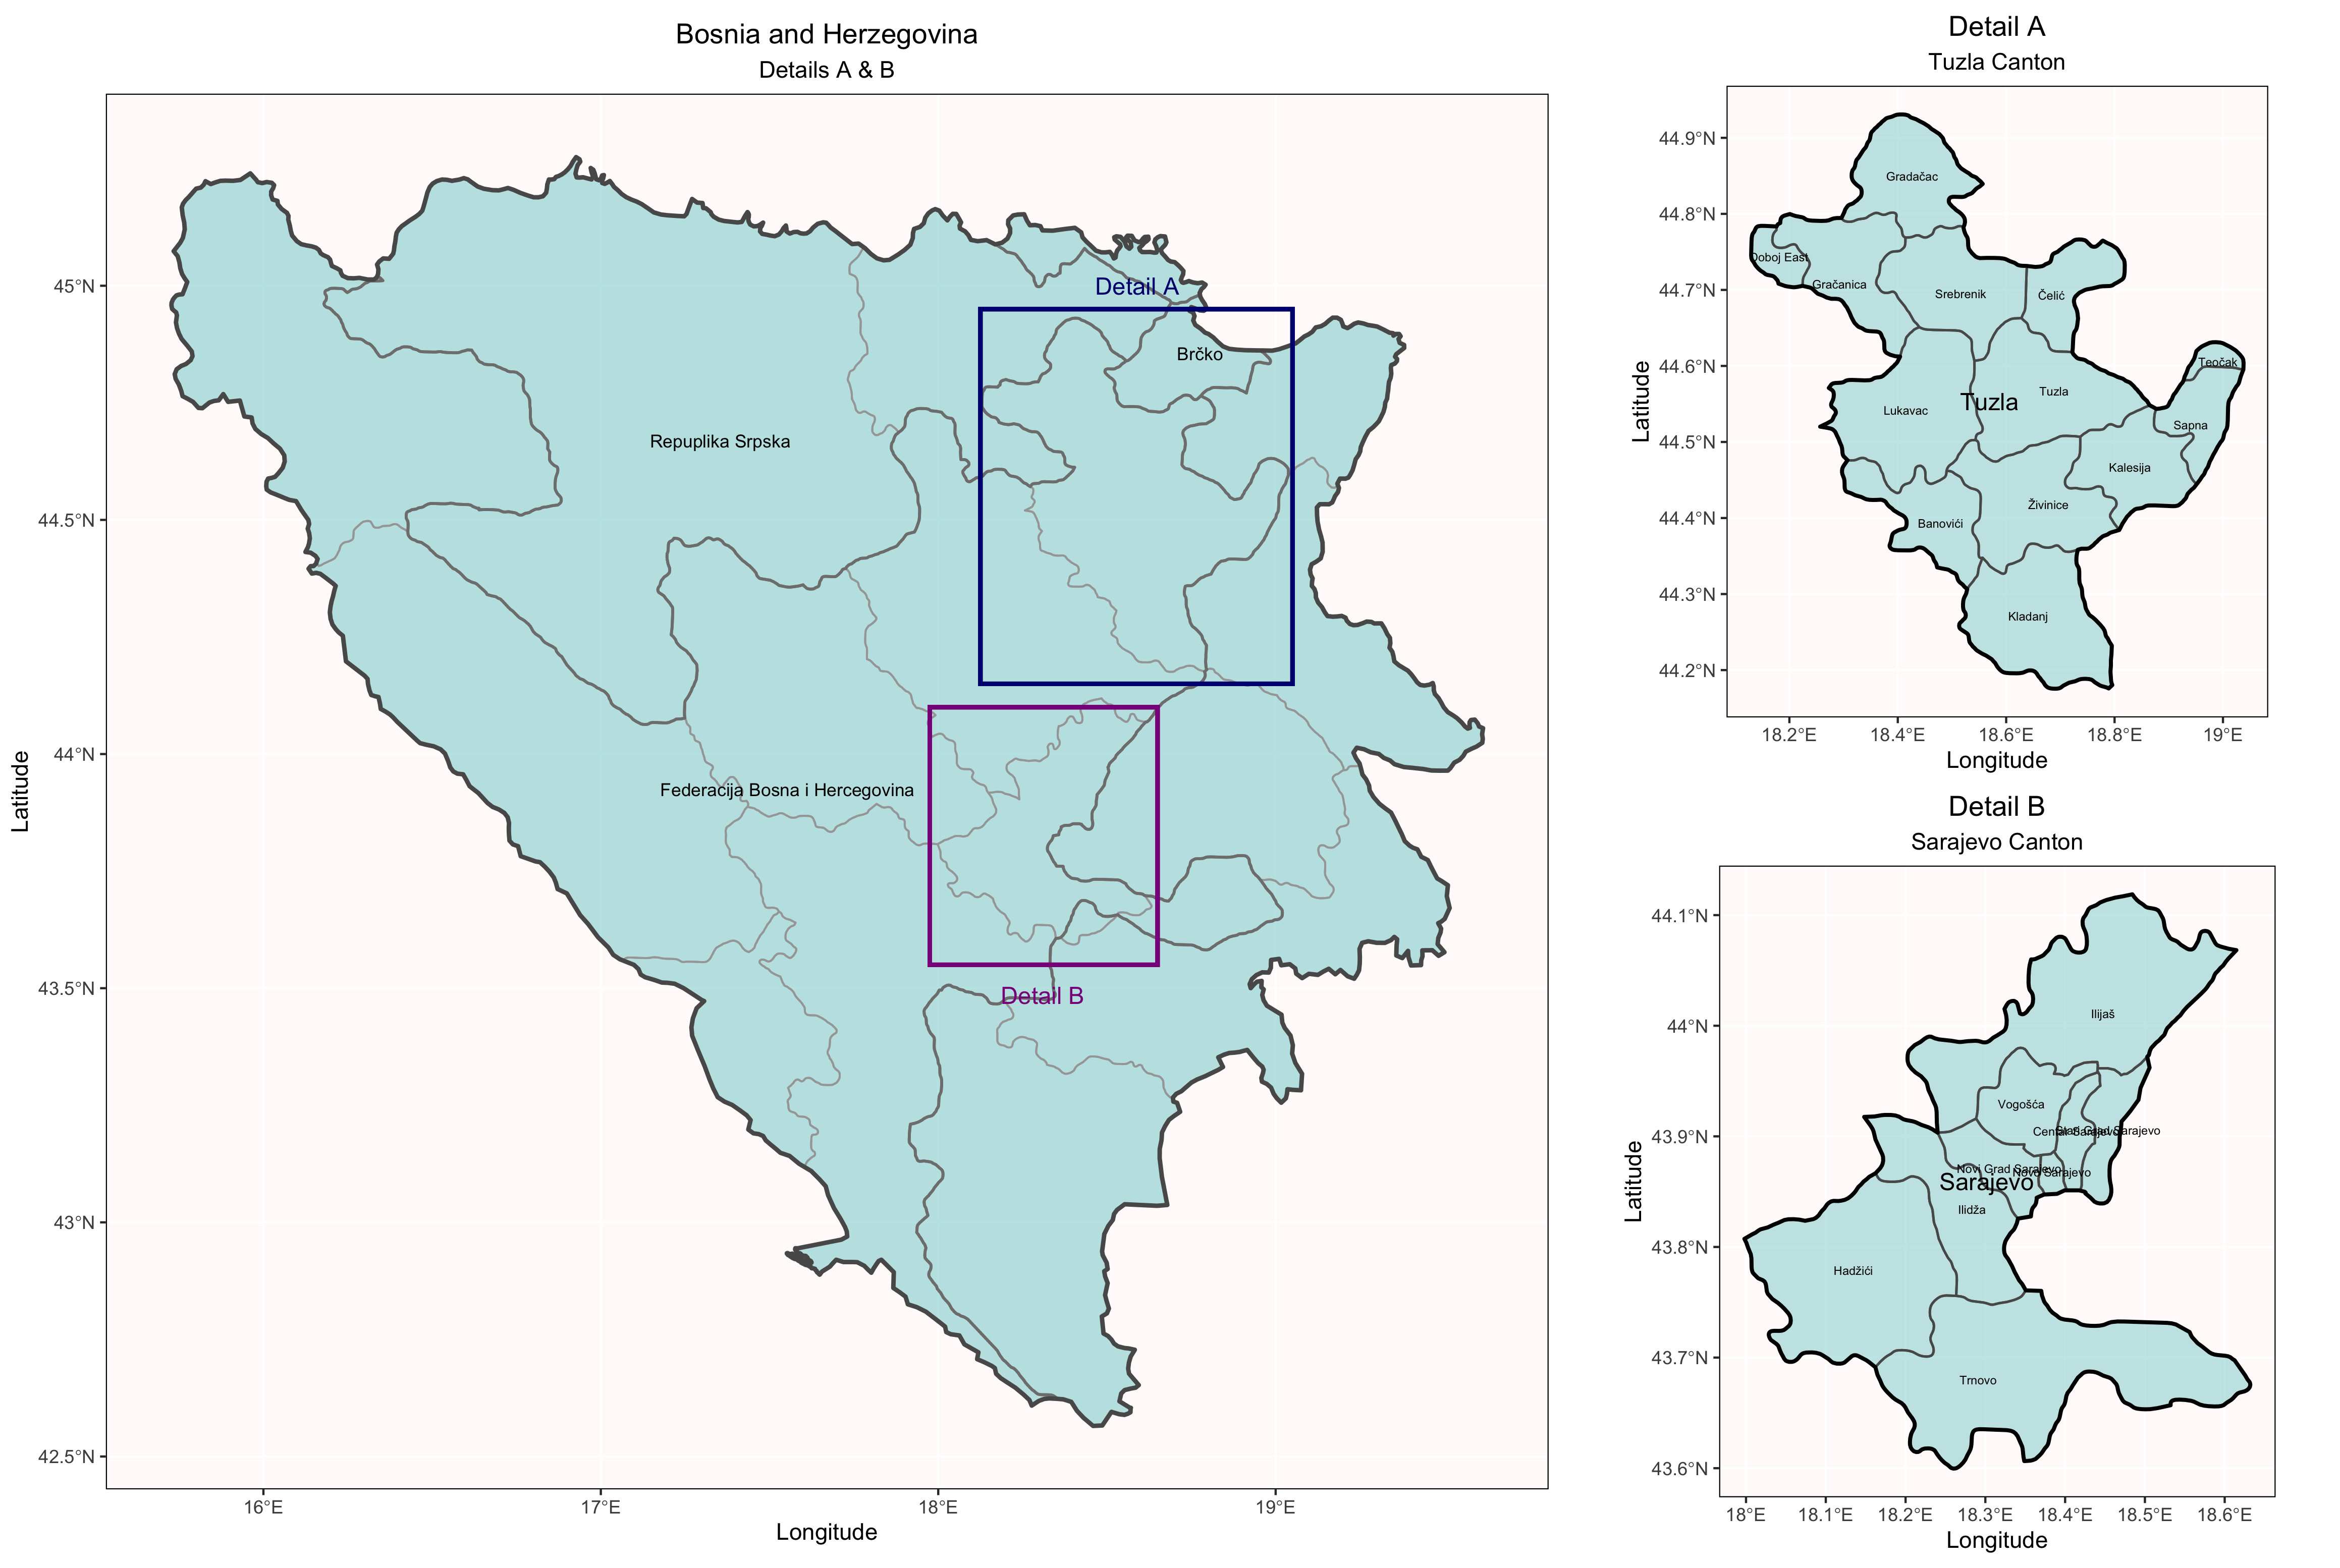 Bosnia and Herzegovina
Details A & B
Latitude
45°N
44.5°N
44°N
43.5°N
43°N
42.5°N
Detail A
Brčko
Repuplika Srpska
Federacija Bosna i Hercegovina
Detail B
16°E
17°E
18°E
19°E
Longitude
Detail A
Tuzla Canton
Latitude
44.9°N
44.8°N
44.7°N
44.6°N
44.5°N
44.4°N
44.3°N
44.2°N
Gradačac
Doboj East
Gračanica
Srebrenik
Čelić
Teočak
Tuzla
Tuzla
Lukavac
Sapna
Kalesija
Živinice
Banovići
Kladanj
18.2°E
18.4°E
18.6°E
18.8°E
19°E
Longitude
Detail B
Sarajevo Canton
Latitude
44.1°N
44°N
43.9°N
43.8°N
43.7°N
43.6°N
Ilijaš
Vogošća
Centar Sarajevo
Stari Grad Sarajevo
Novi Grad Sarajevo
Novo Sarajevo
Sarajevo
Ilidža
Hadžići
Trnovo
18°E
18.1°E
18.2°E
18.3°E
18.4°E
18.5°E
18.6°E
Longitude